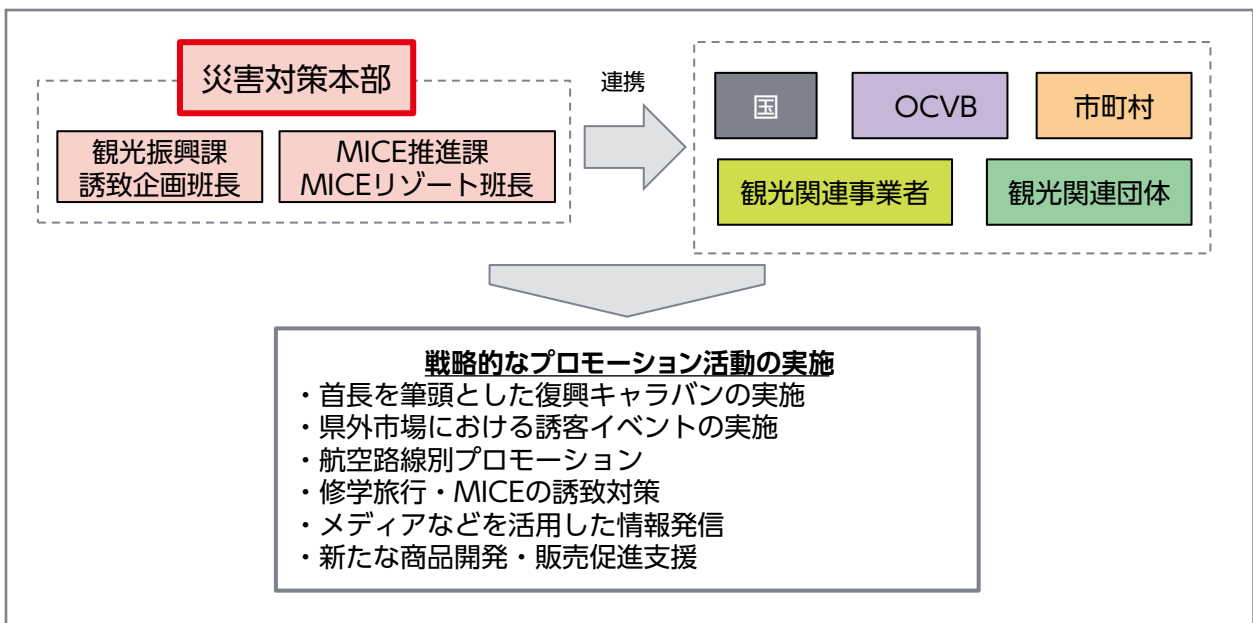 災害対策本部
観光振興課
誘致企画班長
MICE推進課
MICEリゾート班長
連携
国
OCVB
市町村
観光関連事業者
観光関連団体
戦略的なプロモーション活動の実施
・首長を筆頭とした復興キャラバンの実施
・県外市場における誘客イベントの実施
・航空路線別プロモーション
・修学旅行・MICEの誘致対策
・メディアなどを活用した情報発信
・新たな商品開発・販売促進支援